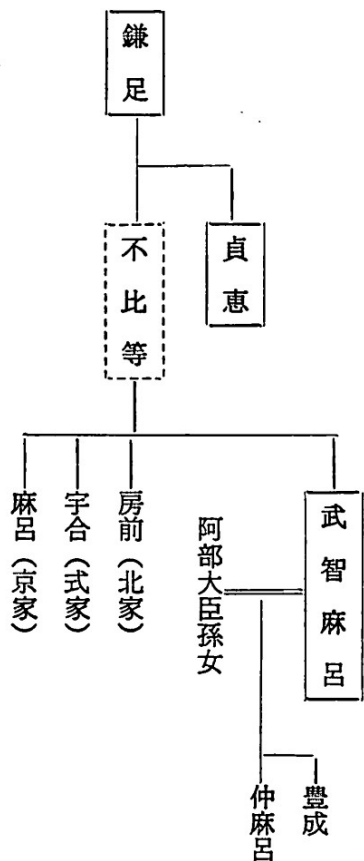 鎌足
貞恵
不比等
武智麻呂
阿部大臣孫女
房前（北家）
宇合（式家）
麻呂（京家）
豊成
仲麻呂